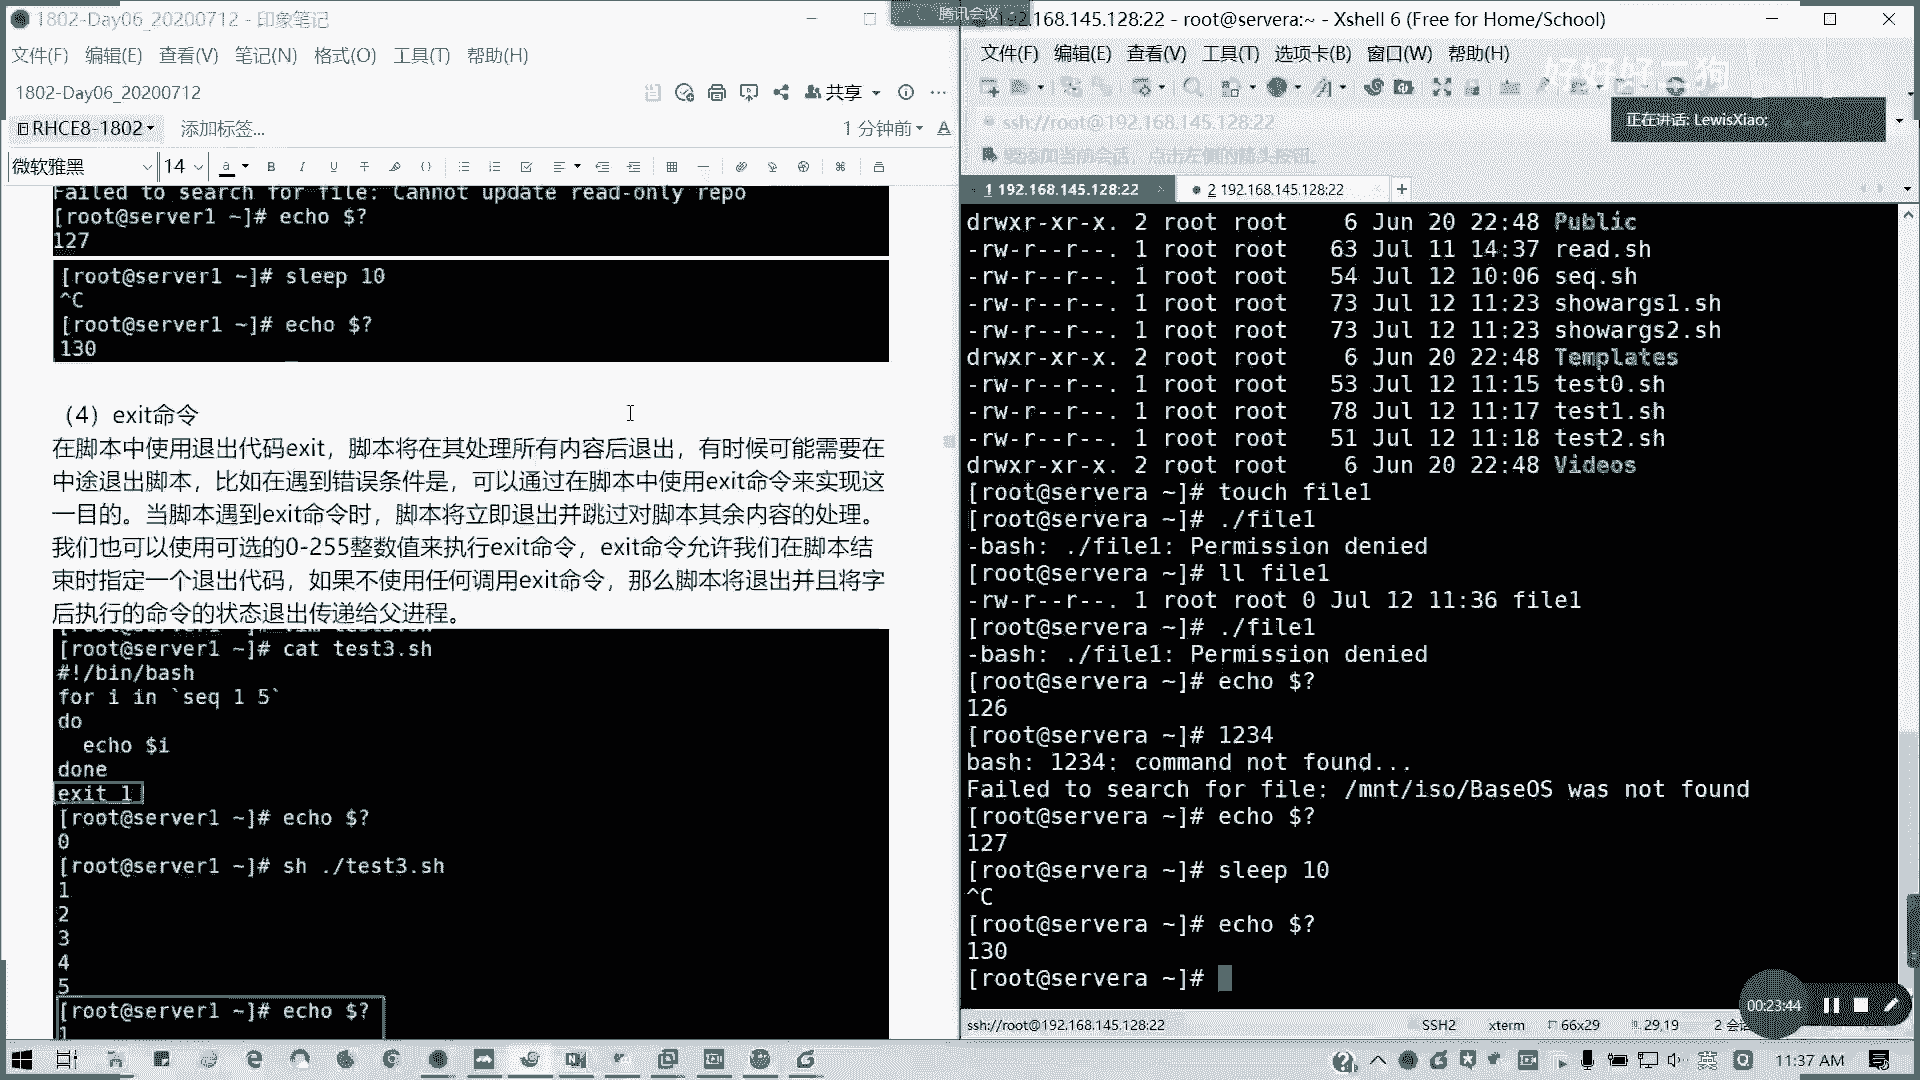 1802-Day06_20200712 - 印象笔记
文件(F) 编辑(E) 查看(V) 笔记(N) 格式(O) 工具(T) 帮助(H)
1802-Day06_20200712
共享
RHCE8-1802 添加标签...
1 分钟前
微软雅黑 14
Failed to search for file: Cannot update read-only repo
[root@server1 ~]# echo $?
127
[root@server1 ~]# sleep 10
^C
[root@server1 ~]# echo $?
130
（4）exit命令
在脚本中使用退出代码exit，脚本将在其处理所有内容后退出，有时候可能需要在
中途退出脚本，比如在遇到错误条件是，可以通过在脚本中使用exit命令来实现这
一目的。当脚本遇到exit命令时，脚本将立即退出并跳过对脚本其余内容的处理。
我们也可以使用可选的0-255整数值来执行exit命令，exit命令允许我们在脚本结
束时指定一个退出代码，如果不使用任何调用exit命令，那么脚本将退出并且将字
后执行的命令的状态退出传递给父进程。
[root@server1 ~]# cat test3.sh
#!/bin/bash
for i in `seq 1 5`
do
  echo $i
done
exit 1
[root@server1 ~]# echo $?
0
[root@server1 ~]# sh ./test3.sh
1
2
3
4
5
[root@server1 ~]# echo $?
1
腾讯会议
192.168.145.128:22 - root@servera:~ - Xshell 6 (Free for Home/School)
文件(F) 编辑(E) 查看(V) 工具(T) 选项卡(B) 窗口(W) 帮助(H)
好好好二狗
ssh://root@192.168.145.128:22
正在讲话: LewisXiao;
要添加当前会话，点击左侧的箭头按钮。
1 192.168.145.128:22
2 192.168.145.128:22
drwxr-xr-x. 2 root root    6 Jun 20 22:48 Public
-rw-r--r--. 1 root root   63 Jul 11 14:37 read.sh
-rw-r--r--. 1 root root   54 Jul 12 10:06 seq.sh
-rw-r--r--. 1 root root   73 Jul 12 11:23 showargs1.sh
-rw-r--r--. 1 root root   73 Jul 12 11:23 showargs2.sh
drwxr-xr-x. 2 root root    6 Jun 20 22:48 Templates
-rw-r--r--. 1 root root   53 Jul 12 11:15 test0.sh
-rw-r--r--. 1 root root   78 Jul 12 11:17 test1.sh
-rw-r--r--. 1 root root   51 Jul 12 11:18 test2.sh
drwxr-xr-x. 2 root root    6 Jun 20 22:48 Videos
[root@servera ~]# touch file1
[root@servera ~]# ./file1
-bash: ./file1: Permission denied
[root@servera ~]# ll file1
-rw-r--r--. 1 root root 0 Jul 12 11:36 file1
[root@servera ~]# ./file1
-bash: ./file1: Permission denied
[root@servera ~]# echo $?
126
[root@servera ~]# 1234
bash: 1234: command not found...
Failed to search for file: /mnt/iso/BaseOS was not found
[root@servera ~]# echo $?
127
[root@servera ~]# sleep 10
^C
[root@servera ~]# echo $?
130
[root@servera ~]#
00:23:44
ssh://root@192.168.145.128:22 SSH2 xterm 66x29 29,19
英
11:37 AM